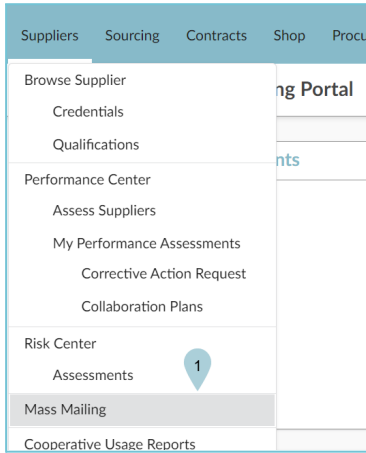 Suppliers Sourcing Contracts Shop
Browse Supplier
ng Portal
Credentials
Qualifications
nts
Performance Center
Assess Suppliers
My Performance Assessments
Corrective Action Request
Collaboration Plans
Risk Center
1
Assessments
Mass Mailing
Cooperative Usage Reports